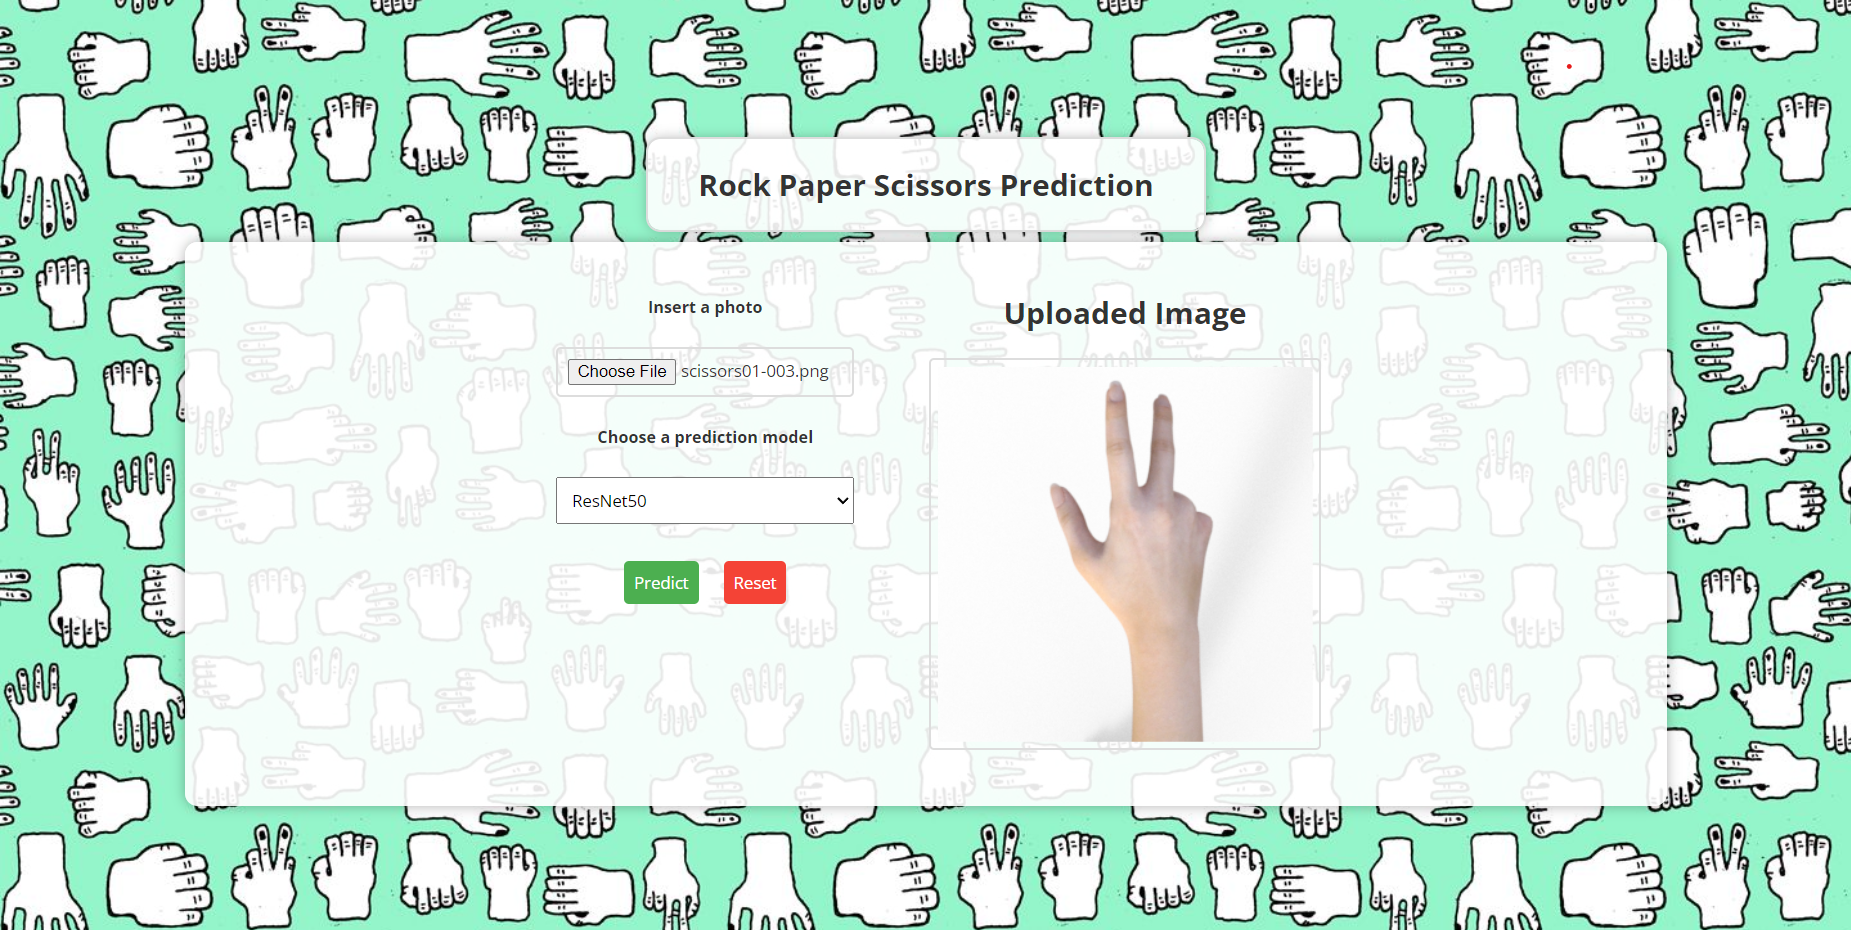 Rock Paper Scissors Prediction
Insert a photo
Choose File scissors01-003.png
Choose a prediction model
ResNet50
Predict Reset
Uploaded Image